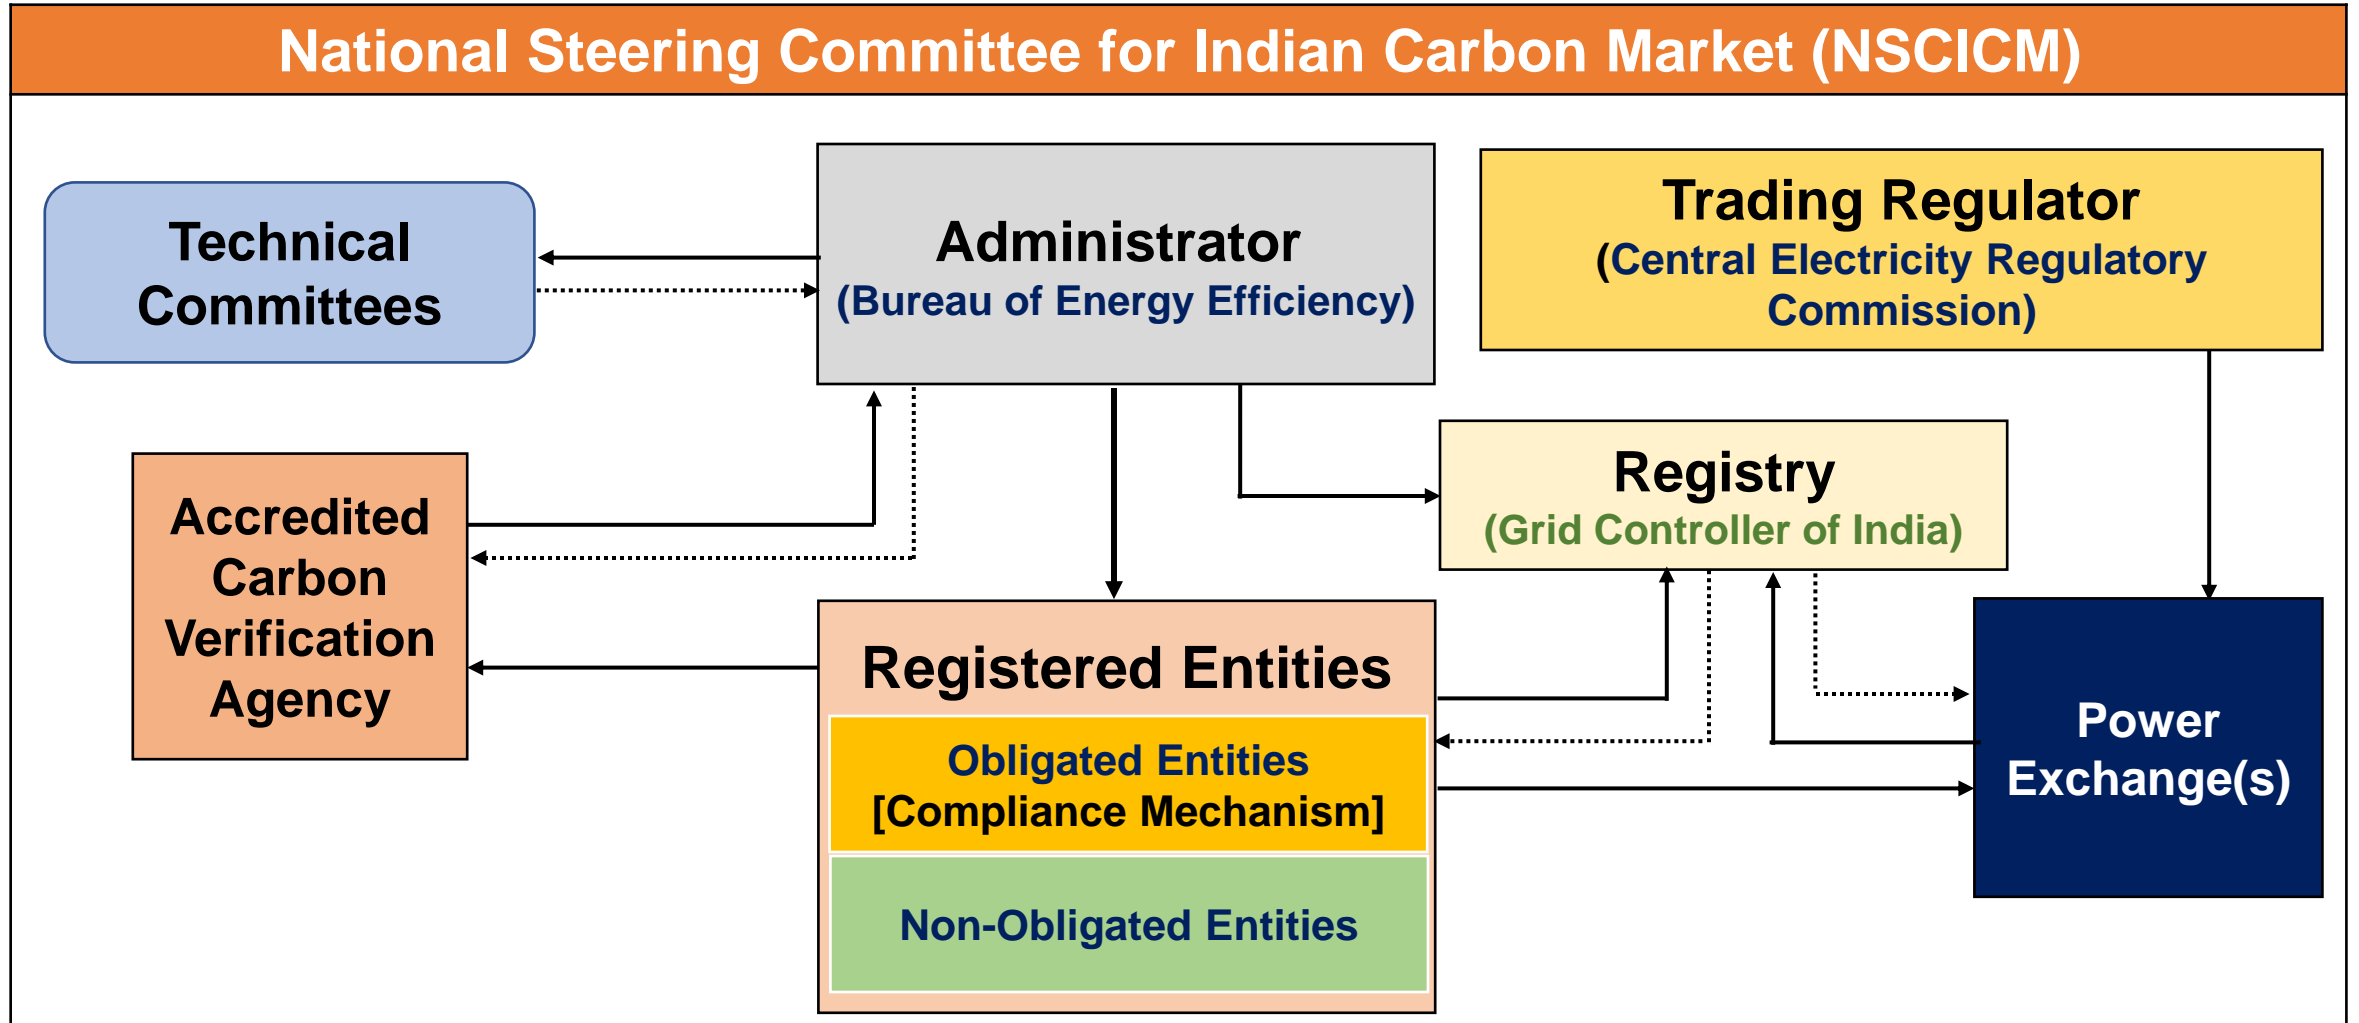 National Steering Committee for Indian Carbon Market (NSCICM)
Technical
Committees
Administrator
(Bureau of Energy Efficiency)
Trading Regulator
(Central Electricity Regulatory
Commission)
Accredited
Carbon
Verification
Agency
Registry
(Grid Controller of India)
Registered Entities
Obligated Entities
[Compliance Mechanism]
Non-Obligated Entities
Power
Exchange(s)